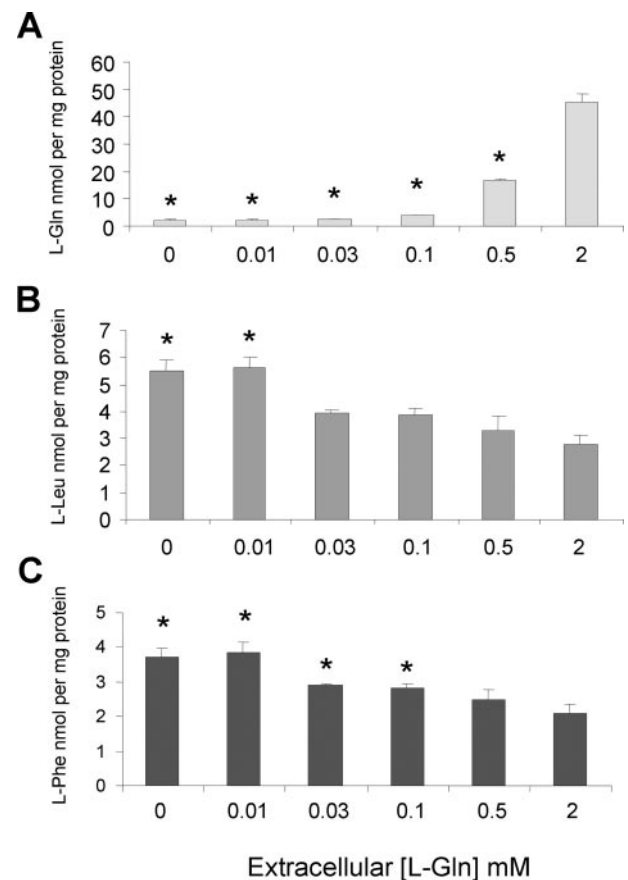 A
L-Gln nmol per mg protein
60
50
40
30
20
10
0
* * * * *
0 0.01 0.03 0.1 0.5 2
B
L-Leu nmol per mg protein
7
6
5
4
3
2
1
0
* *
0 0.01 0.03 0.1 0.5 2
C
L-Phe nmol per mg protein
5
4
3
2
1
0
* * * *
0 0.01 0.03 0.1 0.5 2
Extracellular [L-Gln] mM